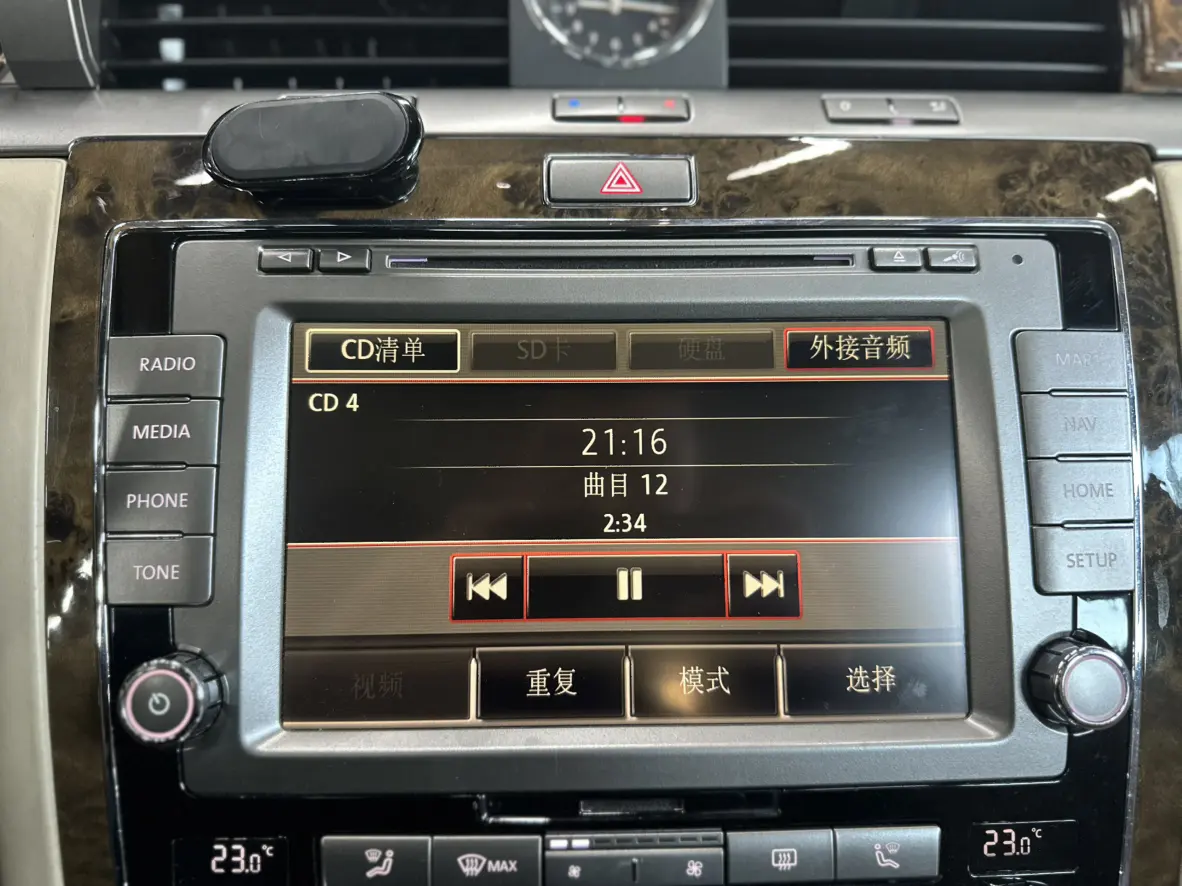 CD清单 SD卡 硬盘 外接音频
CD 4
21:16
曲目 12
2:34
视频 重复 模式 选择
RADIO
MEDIA
PHONE
TONE
NAV
HOME
SETUP
23.0°C
MAX
23.0°C